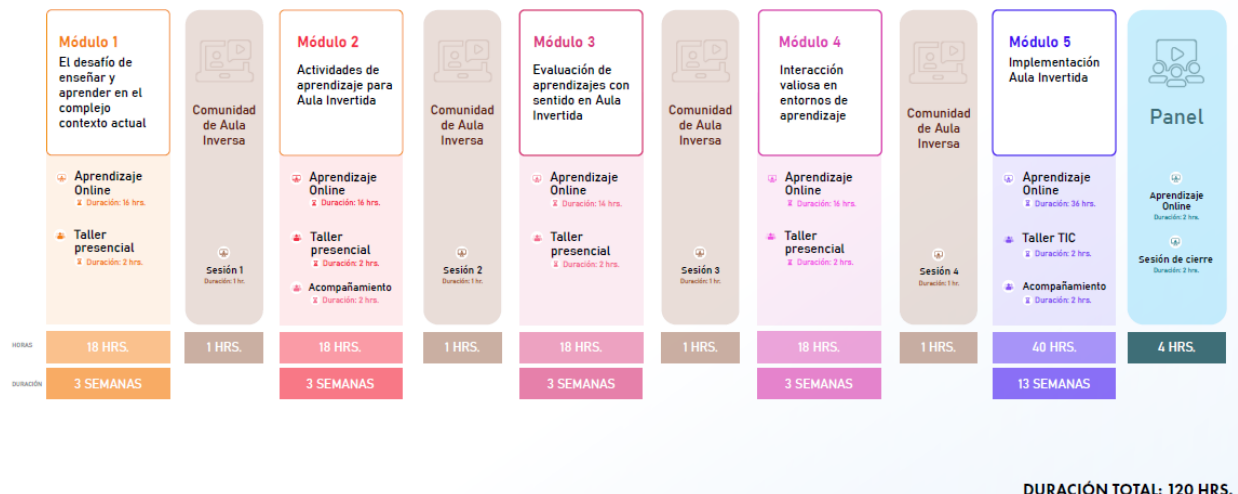 Módulo 1
El desafío de
enseñar y
aprender en el
complejo
contexto actual
Aprendizaje
Online
Duración: 16 hrs.
Taller
presencial
Duración: 2 hrs.
Comunidad
de Aula
Inversa
Sesión 1
Duración: 1 hr.
Módulo 2
Actividades de
aprendizaje para
Aula Invertida
Aprendizaje
Online
Duración: 16 hrs.
Taller
presencial
Duración: 2 hrs.
Acompañamiento
Duración: 2 hrs.
Comunidad
de Aula
Inversa
Sesión 2
Duración: 1 hr.
Módulo 3
Evaluación de
aprendizajes con
sentido en Aula
Invertida
Aprendizaje
Online
Duración: 16 hrs.
Taller
presencial
Duración: 2 hrs.
Comunidad
de Aula
Inversa
Sesión 3
Duración: 1 hr.
Módulo 4
Interacción
valiosa en
entornos de
aprendizaje
Aprendizaje
Online
Duración: 16 hrs.
Taller
presencial
Duración: 2 hrs.
Comunidad
de Aula
Inversa
Sesión 4
Duración: 1 hr.
Módulo 5
Implementación
Aula Invertida
Aprendizaje
Online
Duración: 36 hrs.
Taller TIC
Duración: 2 hrs.
Acompañamiento
Duración: 2 hrs.
Panel
Aprendizaje
Online
Duración: 2 hrs.
Sesión de cierre
Duración: 2 hrs.
HORAS 18 HRS. 1 HRS. 18 HRS. 1 HRS. 18 HRS. 1 HRS. 18 HRS. 1 HRS. 40 HRS. 4 HRS.
DURACIÓN 3 SEMANAS 3 SEMANAS 3 SEMANAS 3 SEMANAS 13 SEMANAS
DURACIÓN TOTAL: 120 HRS.